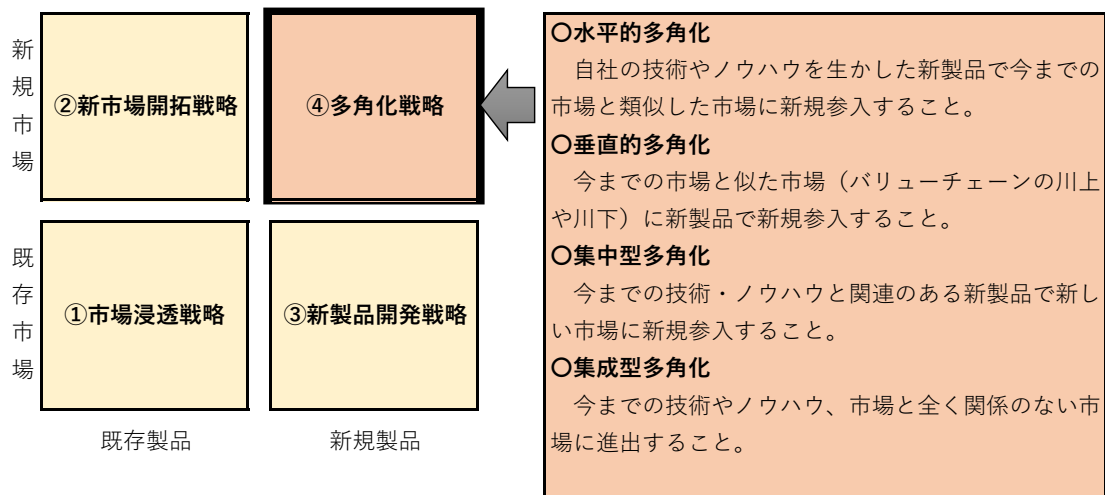 新規市場
②新市場開拓戦略
④多角化戦略
既存市場
①市場浸透戦略
③新製品開発戦略
既存製品
新規製品
〇水平的多角化
　自社の技術やノウハウを生かした新製品で今までの
市場と類似した市場に新規参入すること。
〇垂直的多角化
　今までの市場と似た市場（バリューチェーンの川上
や川下）に新製品で新規参入すること。
〇集中型多角化
　今までの技術・ノウハウと関連のある新製品で新し
い市場に新規参入すること。
〇集成型多角化
　今までの技術やノウハウ、市場と全く関係のない市
場に進出すること。